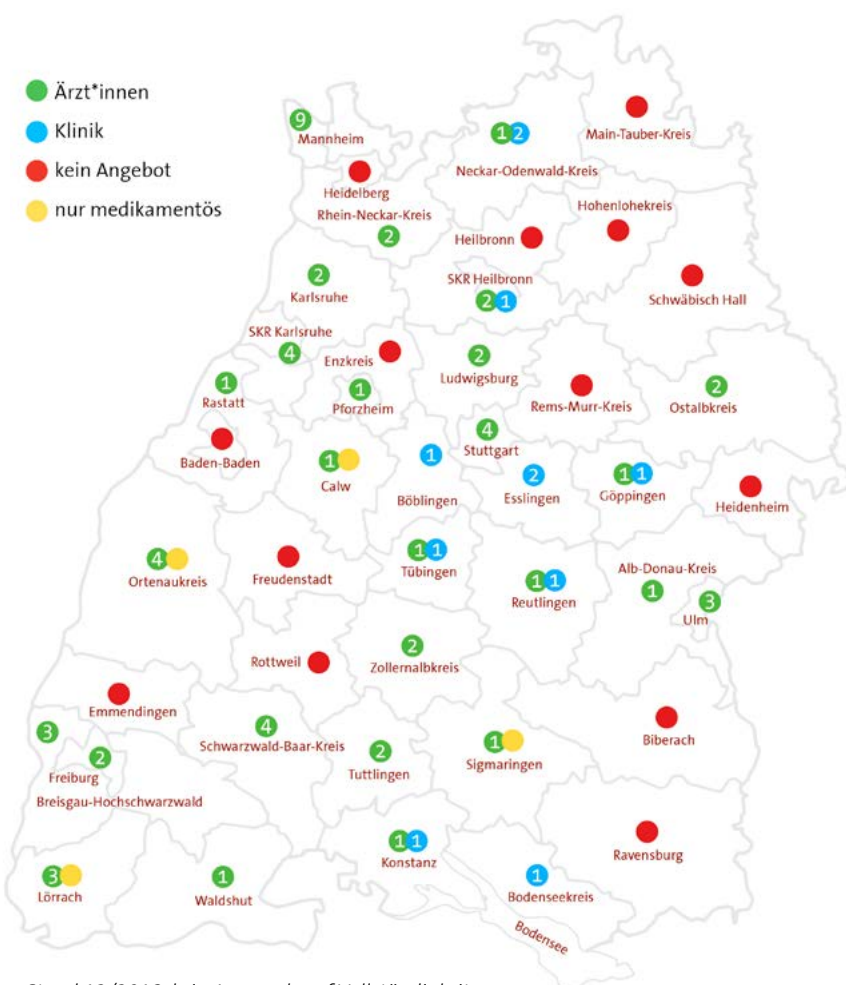 Ärzt*innen
Klinik
kein Angebot
nur medikamentös
9
Mannheim
1 2
Neckar-Odenwald-Kreis
Main-Tauber-Kreis
Heidelberg
Rhein-Neckar-Kreis
2
Hohenlohekreis
Heilbronn
SKR Heilbronn
2 1
Schwäbisch Hall
2
Karlsruhe
SKR Karlsruhe
4
Enzkreis
2
Ludwigsburg
1
Rastatt
1
Pforzheim
Rems-Murr-Kreis
2
Ostalbkreis
4
Stuttgart
Baden-Baden
1
Calw
1
Böblingen
2
Esslingen
1 1
Göppingen
Heidenheim
4
Ortenaukreis
Freudenstadt
1 1
Tübingen
1 1
Reutlingen
Alb-Donau-Kreis
1
3
Ulm
Rottweil
2
Zollernalbkreis
Emmendingen
3
2
Freiburg
Breisgau-Hochschwarzwald
4
Schwarzwald-Baar-Kreis
2
Tuttlingen
1
Sigmaringen
Biberach
1 1
Konstanz
Ravensburg
3
Lörrach
1
Waldshut
1
Bodenseekreis
Bodensee